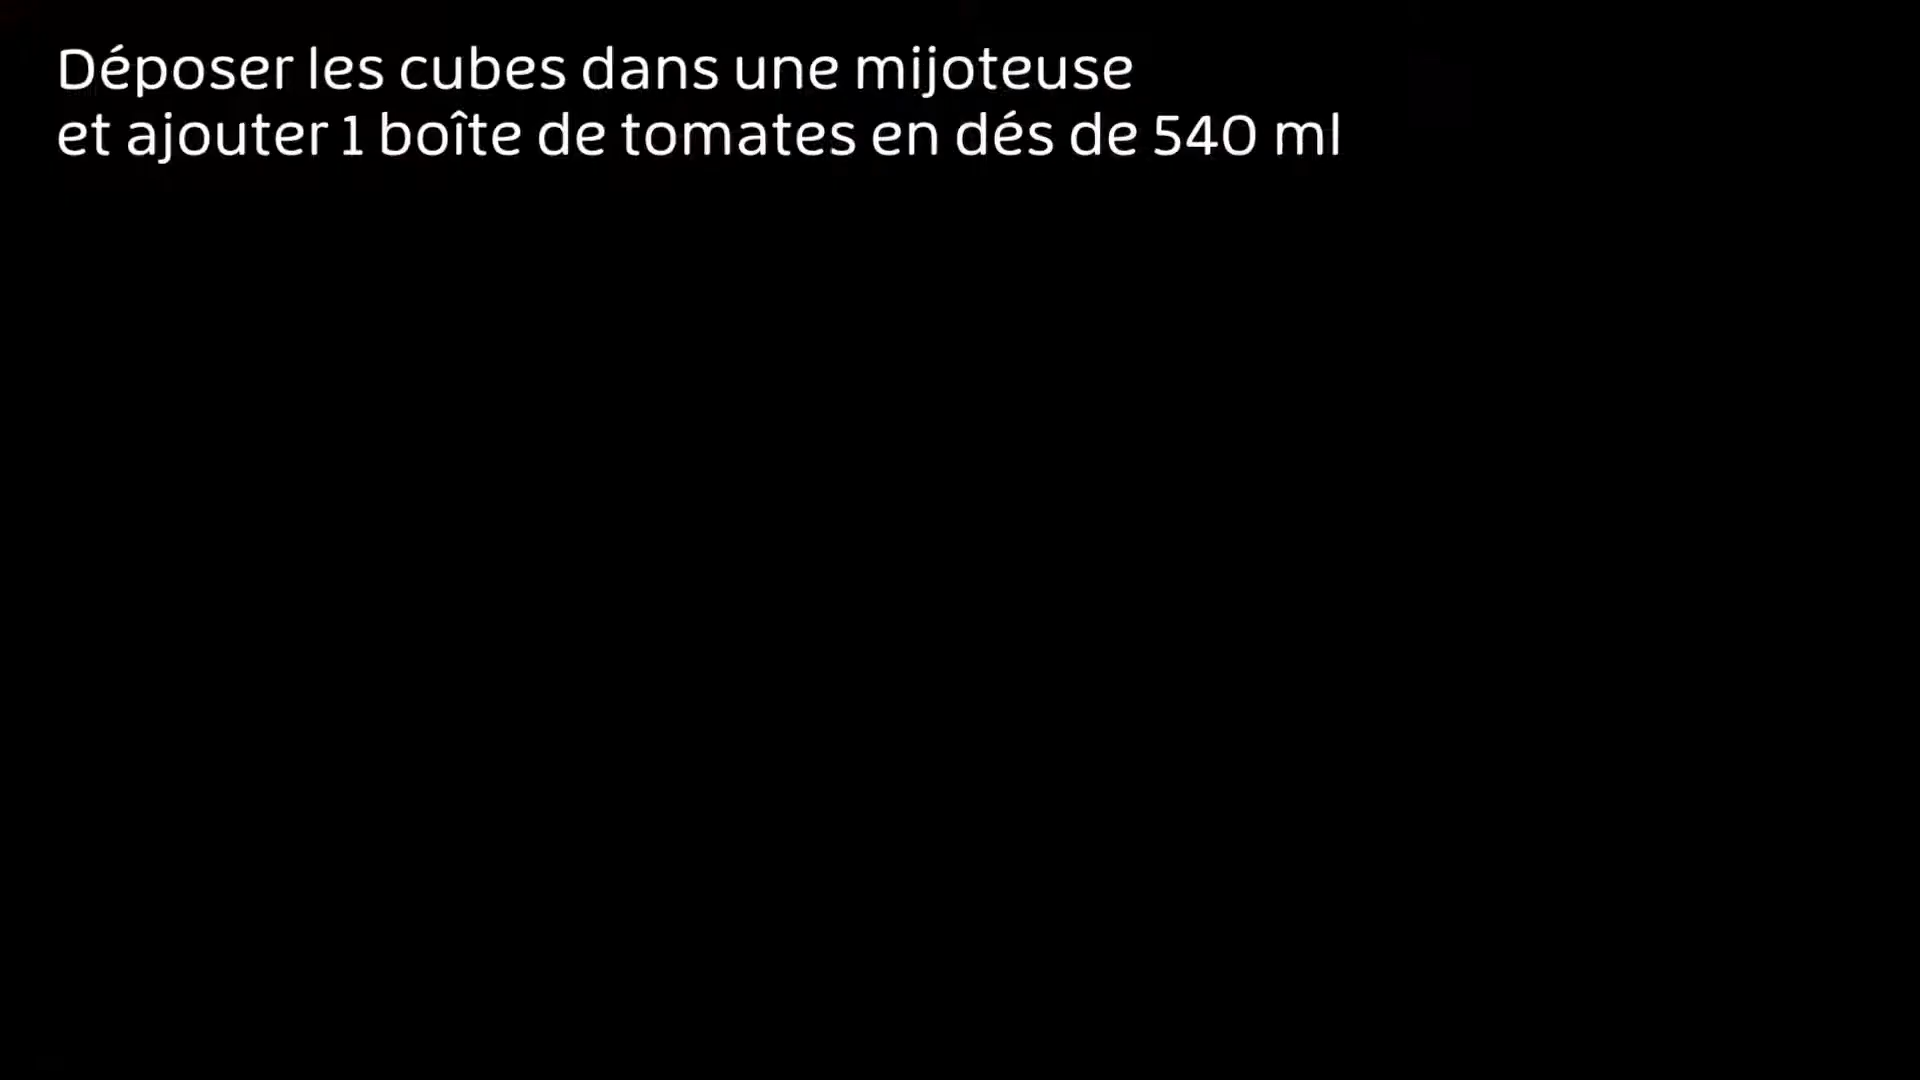 Déposer les cubes dans une mijoteuse
et ajouter 1 boîte de tomates en dés de 540 ml